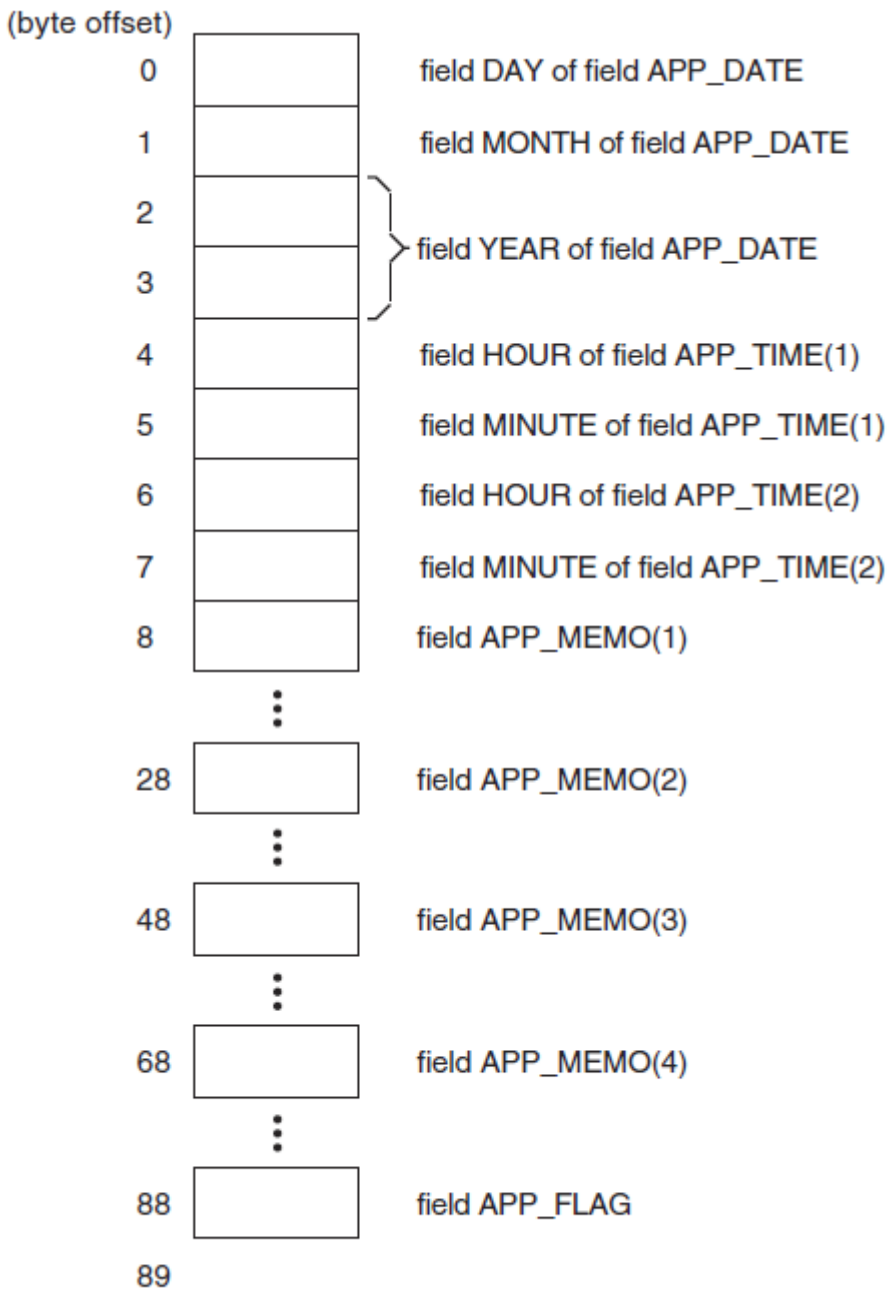 (byte offset)
0 field DAY of field APP_DATE
1 field MONTH of field APP_DATE
2
field YEAR of field APP_DATE
3
4 field HOUR of field APP_TIME(1)
5 field MINUTE of field APP_TIME(1)
6 field HOUR of field APP_TIME(2)
7 field MINUTE of field APP_TIME(2)
8 field APP_MEMO(1)
28 field APP_MEMO(2)
48 field APP_MEMO(3)
68 field APP_MEMO(4)
88 field APP_FLAG
89